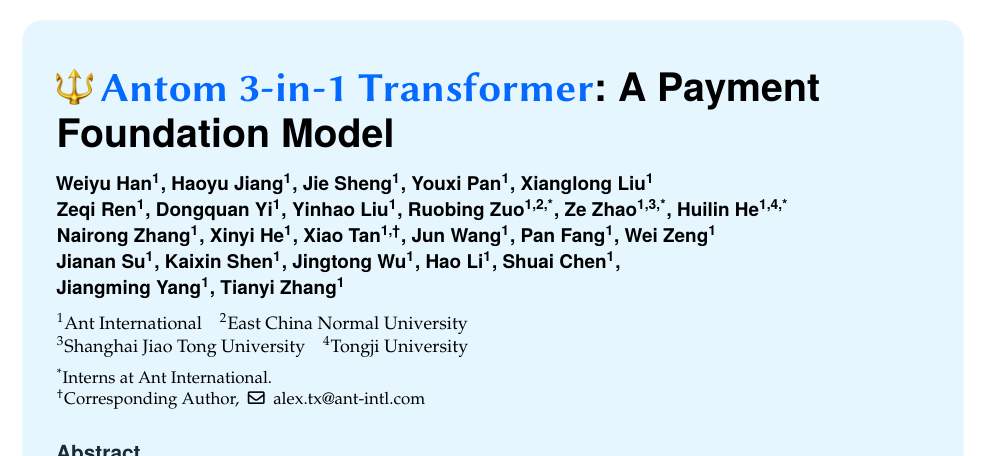 Antom 3-in-1 Transformer: A Payment
Foundation Model
Weiyu Han¹, Haoyu Jiang¹, Jie Sheng¹, Youxi Pan¹, Xianglong Liu¹
Zeqi Ren¹, Dongquan Yi¹, Yinhao Liu¹, Ruobing Zuo¹,²,*, Ze Zhao¹,³,*, Huilin He¹,⁴,*
Nairong Zhang¹, Xinyi He¹, Xiao Tan¹,†, Jun Wang¹, Pan Fang¹, Wei Zeng¹
Jianan Su¹, Kaixin Shen¹, Jingtong Wu¹, Hao Li¹, Shuai Chen¹,
Jiangming Yang¹, Tianyi Zhang¹
¹Ant International ²East China Normal University
³Shanghai Jiao Tong University ⁴Tongji University
*Interns at Ant International.
†Corresponding Author, alex.tx@ant-intl.com
Abstract